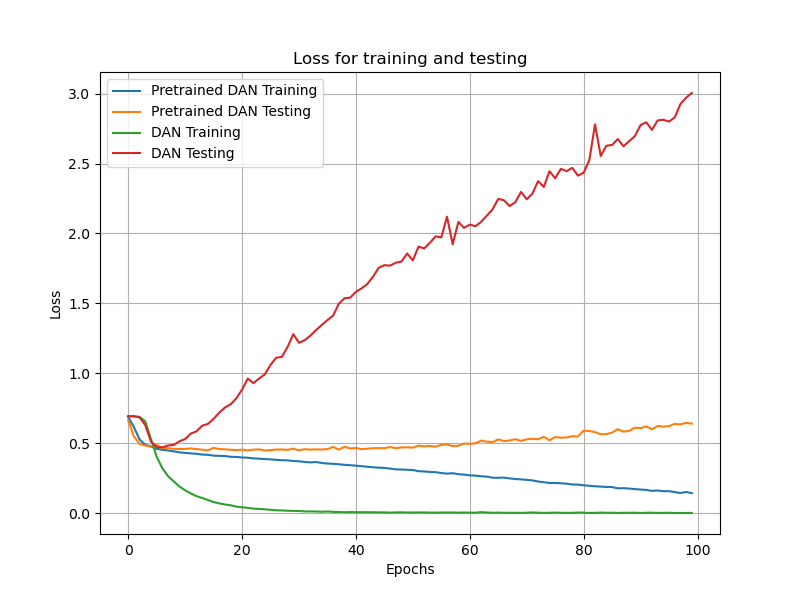 Loss for training and testing
Pretrained DAN Training
Pretrained DAN Testing
DAN Training
DAN Testing
3.0
2.5
2.0
1.5
1.0
0.5
0.0
Loss
0 20 40 60 80 100
Epochs